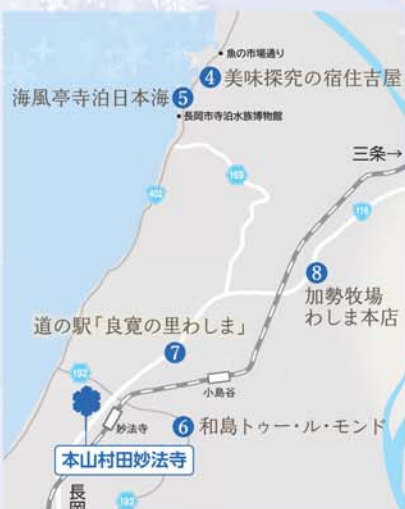 魚の市場通り
④ 美味探究の宿住吉屋
海風亭寺泊日本海 ⑤
長岡市寺泊水族博物館
三条→
169
402
116
⑧
加勢牧場
わしま本店
道の駅「良寛の里わしま」
⑦
192
小島谷
妙法寺
⑥ 和島トゥー・ル・モンド
本山村田妙法寺
長岡
193